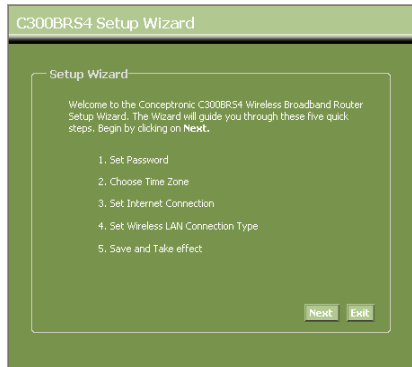 C300BRS4 Setup Wizard
Setup Wizard
Welcome to the Conceptronic C300BRS4 Wireless Broadband Router
Setup Wizard. The Wizard will guide you through these five quick
steps. Begin by clicking on Next.
1. Set Password
2. Choose Time Zone
3. Set Internet Connection
4. Set Wireless LAN Connection Type
5. Save and Take effect
Next Exit